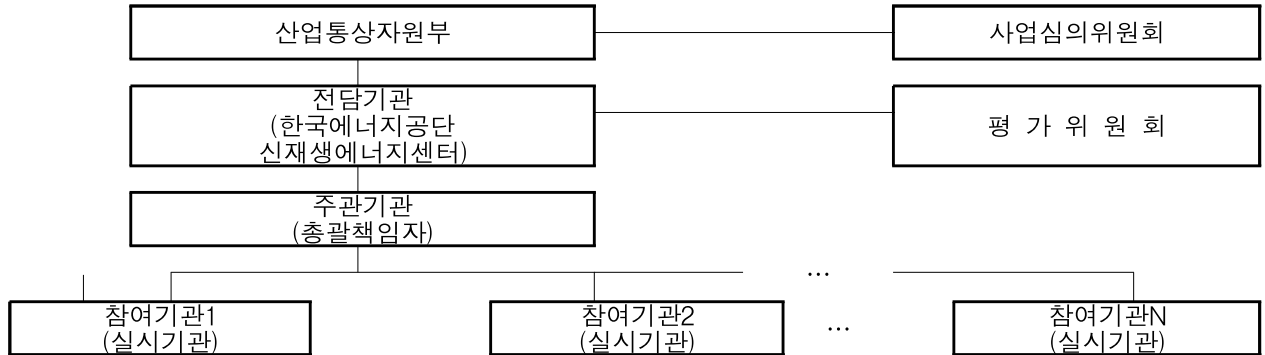 산업통상자원부
사업심의위원회
전담기관
(한국에너지공단
신재생에너지센터)
평 가 위 원 회
주관기관
(총괄책임자)
...
참여기관1
(실시기관)
참여기관2
(실시기관)
...
참여기관N
(실시기관)